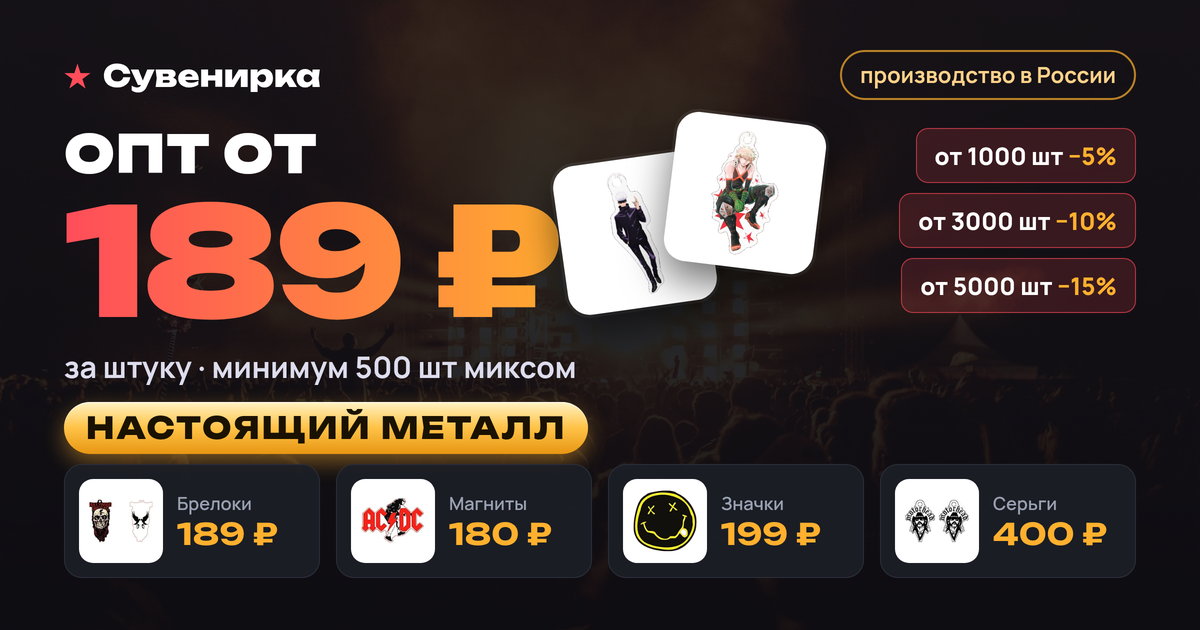 Сувенирка
производство в России
ОПТ ОТ
189 ₽
за штуку · минимум 500 шт миксом
НАСТОЯЩИЙ МЕТАЛЛ
от 1000 шт −5%
от 3000 шт −10%
от 5000 шт −15%
Брелоки
189 ₽
AC DC
Магниты
180 ₽
Значки
199 ₽
Серьги
400 ₽